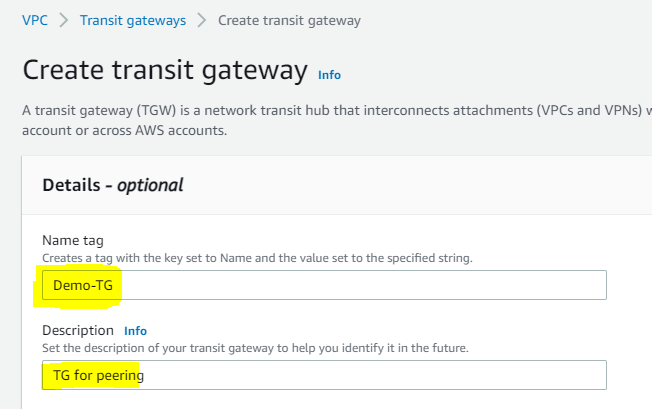 VPC > Transit gateways > Create transit gateway
Create transit gateway Info
A transit gateway (TGW) is a network transit hub that interconnects attachments (VPCs and VPNs) w
account or across AWS accounts.
Details - optional
Name tag
Creates a tag with the key set to Name and the value set to the specified string.
Demo-TG
Description Info
Set the description of your transit gateway to help you identify it in the future.
TG for peering